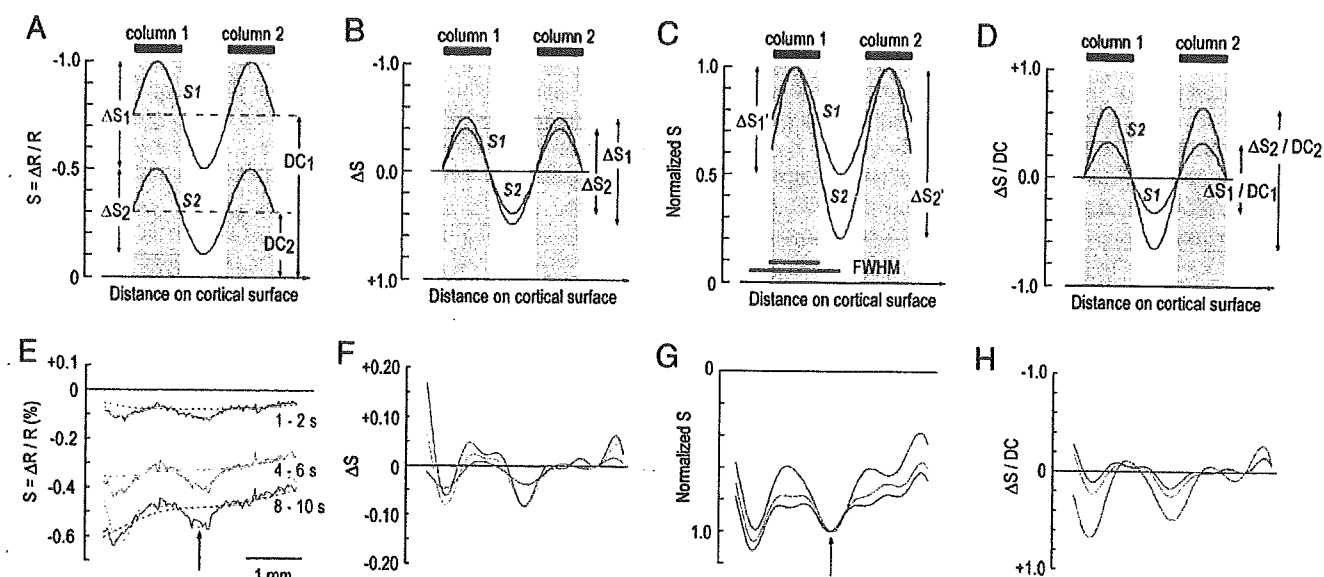 A
column 1 column 2
-1.0
-0.5
0
S = ΔR / R
ΔS1
ΔS2
S1
S2
DC1
DC2
Distance on cortical surface
B
column 1 column 2
-1.0
0.0
+1.0
ΔS
S1
S2
ΔS1
ΔS2
Distance on cortical surface
C
column 1 column 2
1.0
0.5
0
Normalized S
ΔS1'
S1
S2
ΔS2'
FWHM
Distance on cortical surface
D
column 1 column 2
+1.0
0.0
-1.0
ΔS / DC
S2
S1
ΔS2 / DC2
ΔS1 / DC1
Distance on cortical surface
E
+0.1
0
-0.2
-0.4
-0.6
S = ΔR / R (%)
1 - 2 s
4 - 6 s
8 - 10 s
1 mm
F
+0.20
+0.10
0
-0.10
-0.20
ΔS
G
0
1.0
Normalized S
H
-1.0
0
+1.0
ΔS / DC